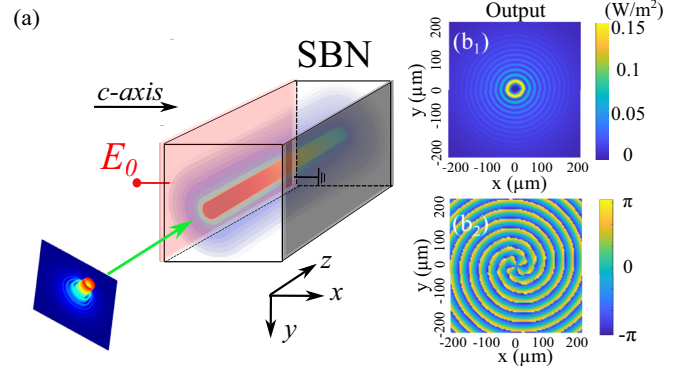 (a)
SBN
c-axis
E0
z
x
y
Output
(W/m²)
(b₁)
y (µm)
200
100
0
-100
-200
-200 -100 0 100 200
x (µm)
0.15
0.1
0.05
0
(b₂)
y (µm)
200
100
0
-100
-200
-200 -100 0 100 200
x (µm)
π
0
-π